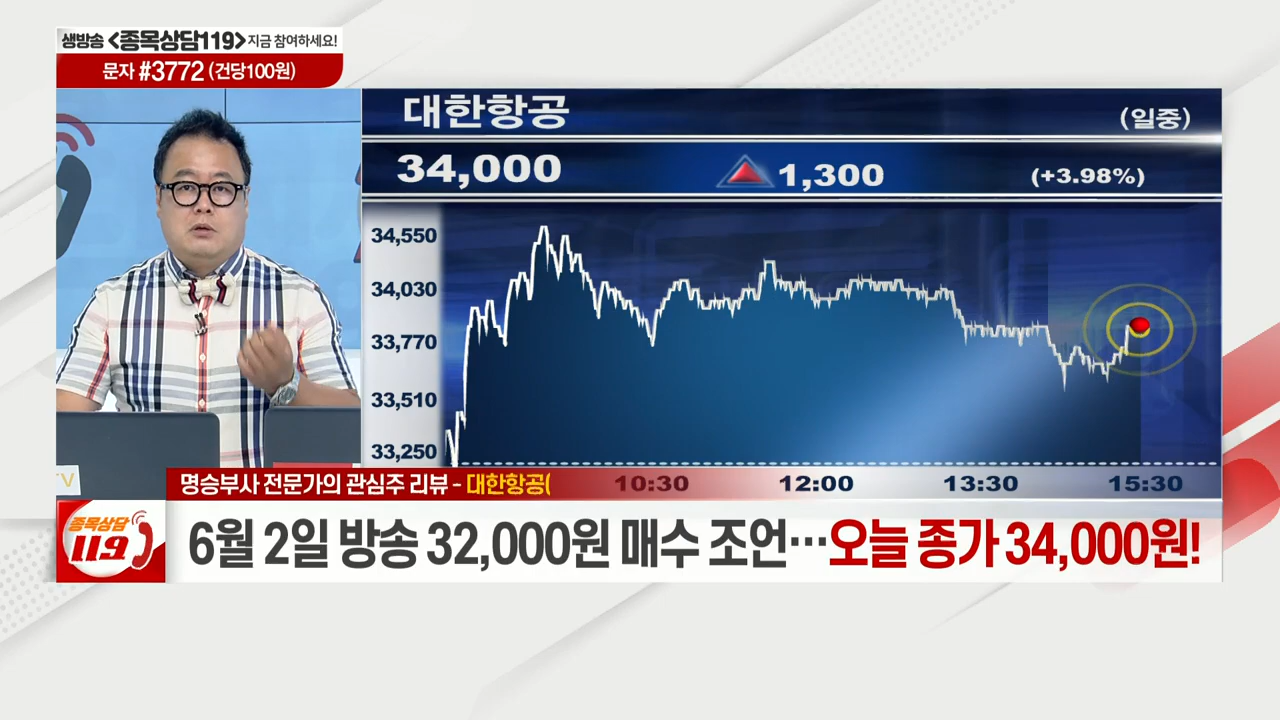 생방송 <종목상담119> 지금 참여하세요!
문자 #3772 (건당100원)
대한항공
(일중)
34,000
1,300
(+3.98%)
34,550
34,030
33,770
33,510
33,250
10:30
12:00
13:30
15:30
TV
명승부사 전문가의 관심주 리뷰 - 대한항공(
종목상담
119
6월 2일 방송 32,000원 매수 조언…오늘 종가 34,000원!